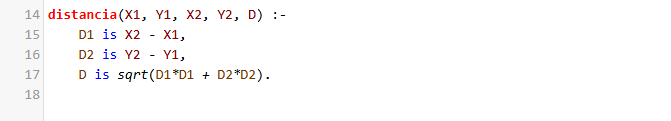 14 distancia(X1, Y1, X2, Y2, D) :-
15     D1 is X2 - X1,
16     D2 is Y2 - Y1,
17     D is sqrt(D1*D1 + D2*D2).
18